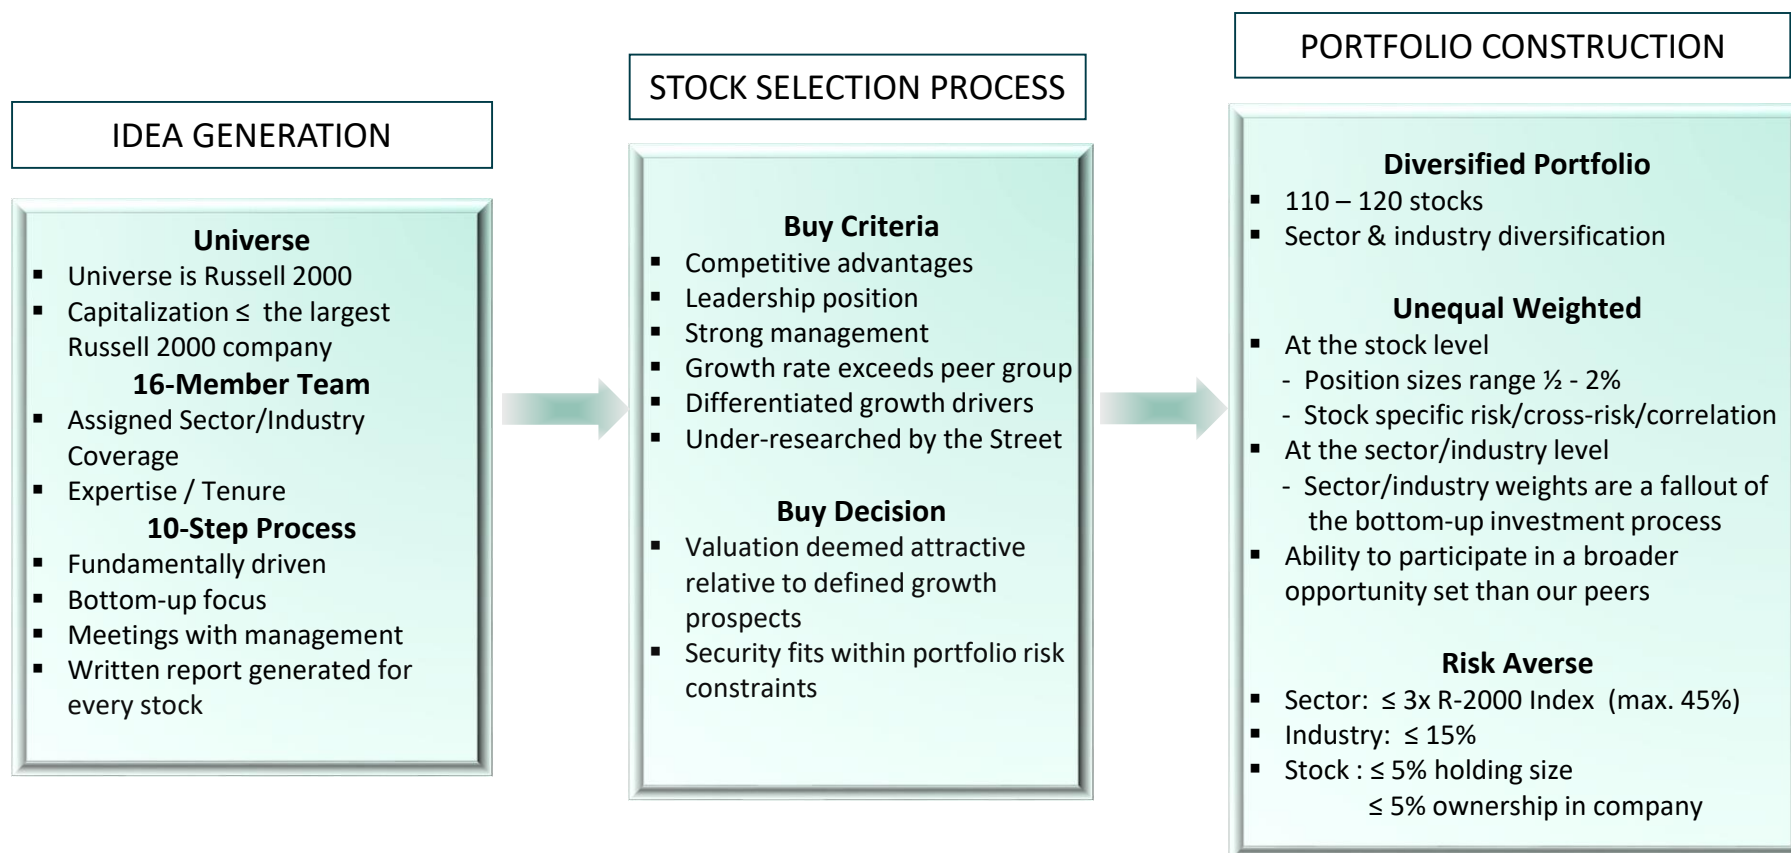 IDEA GENERATION
Universe
▪ Universe is Russell 2000
▪ Capitalization ≤ the largest
Russell 2000 company
16-Member Team
▪ Assigned Sector/Industry
Coverage
▪ Expertise / Tenure
10-Step Process
▪ Fundamentally driven
▪ Bottom-up focus
▪ Meetings with management
▪ Written report generated for
every stock
STOCK SELECTION PROCESS
Buy Criteria
▪ Competitive advantages
▪ Leadership position
▪ Strong management
▪ Growth rate exceeds peer group
▪ Differentiated growth drivers
▪ Under-researched by the Street
Buy Decision
▪ Valuation deemed attractive
relative to defined growth
prospects
▪ Security fits within portfolio risk
constraints
PORTFOLIO CONSTRUCTION
Diversified Portfolio
▪ 110 – 120 stocks
▪ Sector & industry diversification
Unequal Weighted
▪ At the stock level
- Position sizes range ½ - 2%
- Stock specific risk/cross-risk/correlation
▪ At the sector/industry level
- Sector/industry weights are a fallout of
the bottom-up investment process
▪ Ability to participate in a broader
opportunity set than our peers
Risk Averse
▪ Sector: ≤ 3x R-2000 Index (max. 45%)
▪ Industry: ≤ 15%
▪ Stock : ≤ 5% holding size
≤ 5% ownership in company